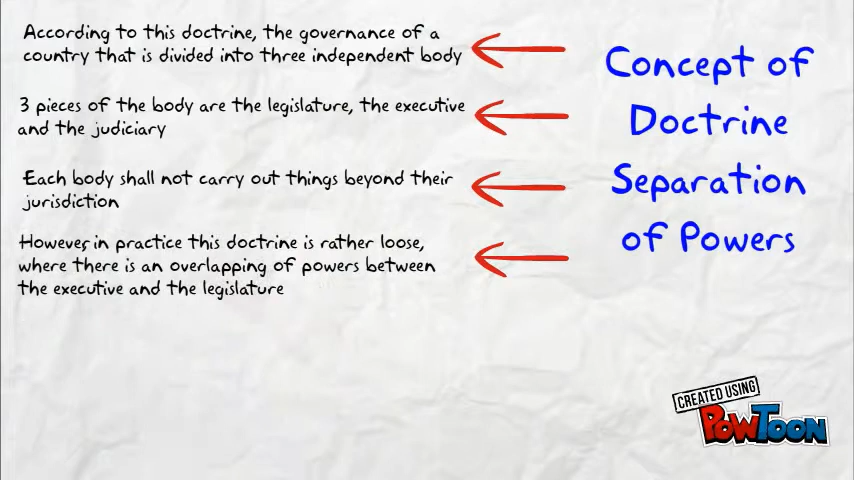 According to this doctrine, the governance of a
country that is divided into three independent body
3 pieces of the body are the legislature, the executive
and the judiciary
Each body shall not carry out things beyond their
jurisdiction
However, in practice this doctrine is rather loose,
where there is an overlapping of powers between
the executive and the legislature
Concept of
Doctrine
Separation
of Powers
CREATED USING
POWTOON